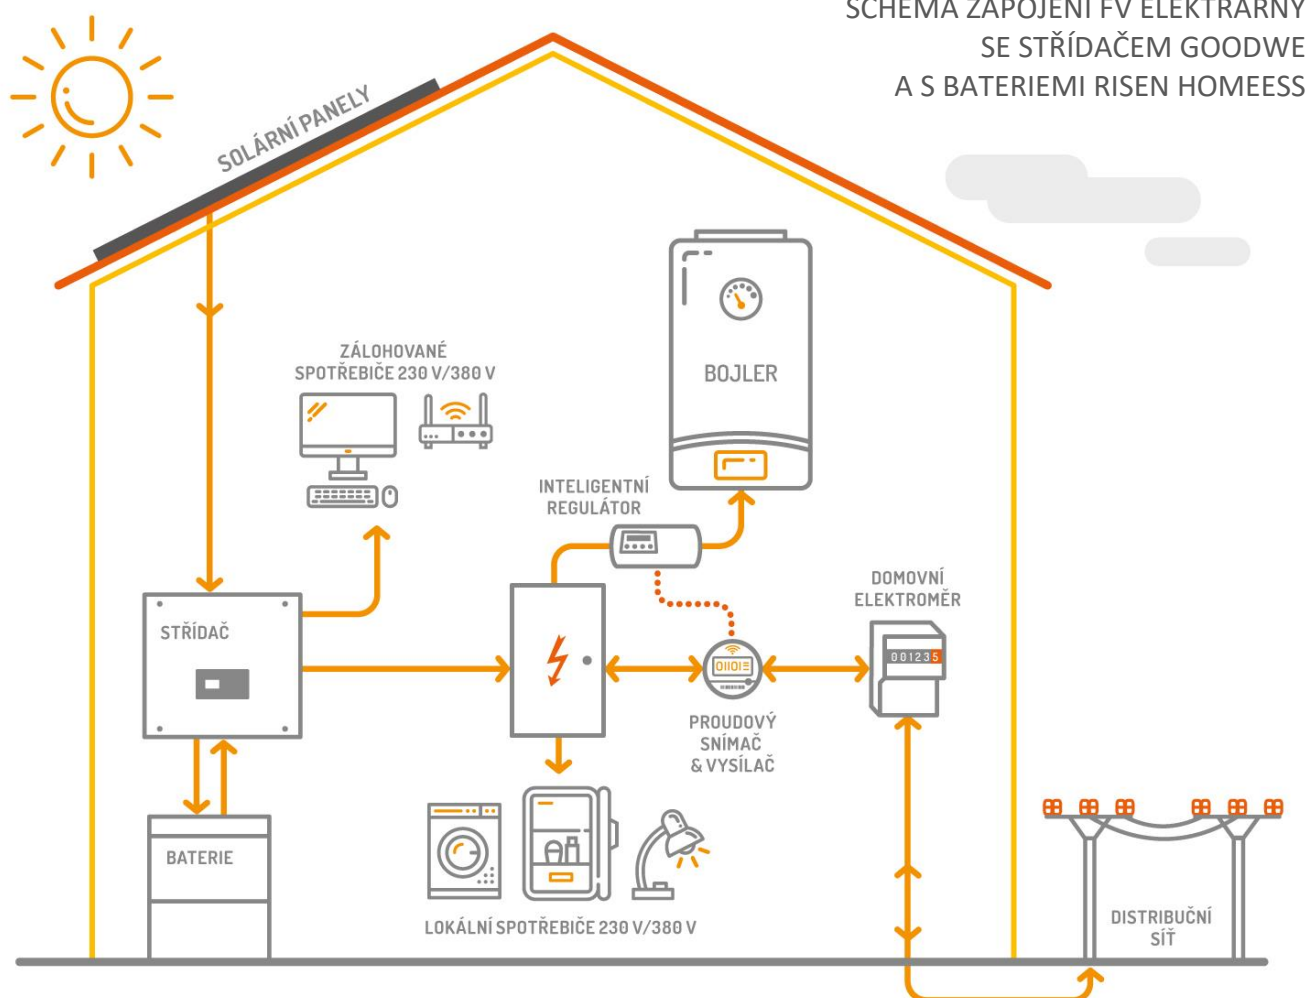 SCHÉMA ZAPOJENÍ FV ELEKTRÁRNY
SE STŘÍDAČEM GOODWE
A S BATERIEMI RISEN HOMEESS
SOLÁRNÍ PANELY
ZÁLOHOVANÉ
SPOTŘEBIČE 230 V/380 V
BOJLER
INTELIGENTNÍ
REGULÁTOR
DOMOVNÍ
ELEKTROMĚR
001235
STŘÍDAČ
PROUDOVÝ
SNÍMAČ
& VYSÍLAČ
BATERIE
LOKÁLNÍ SPOTŘEBIČE 230 V/380 V
DISTRIBUČNÍ
SÍŤ